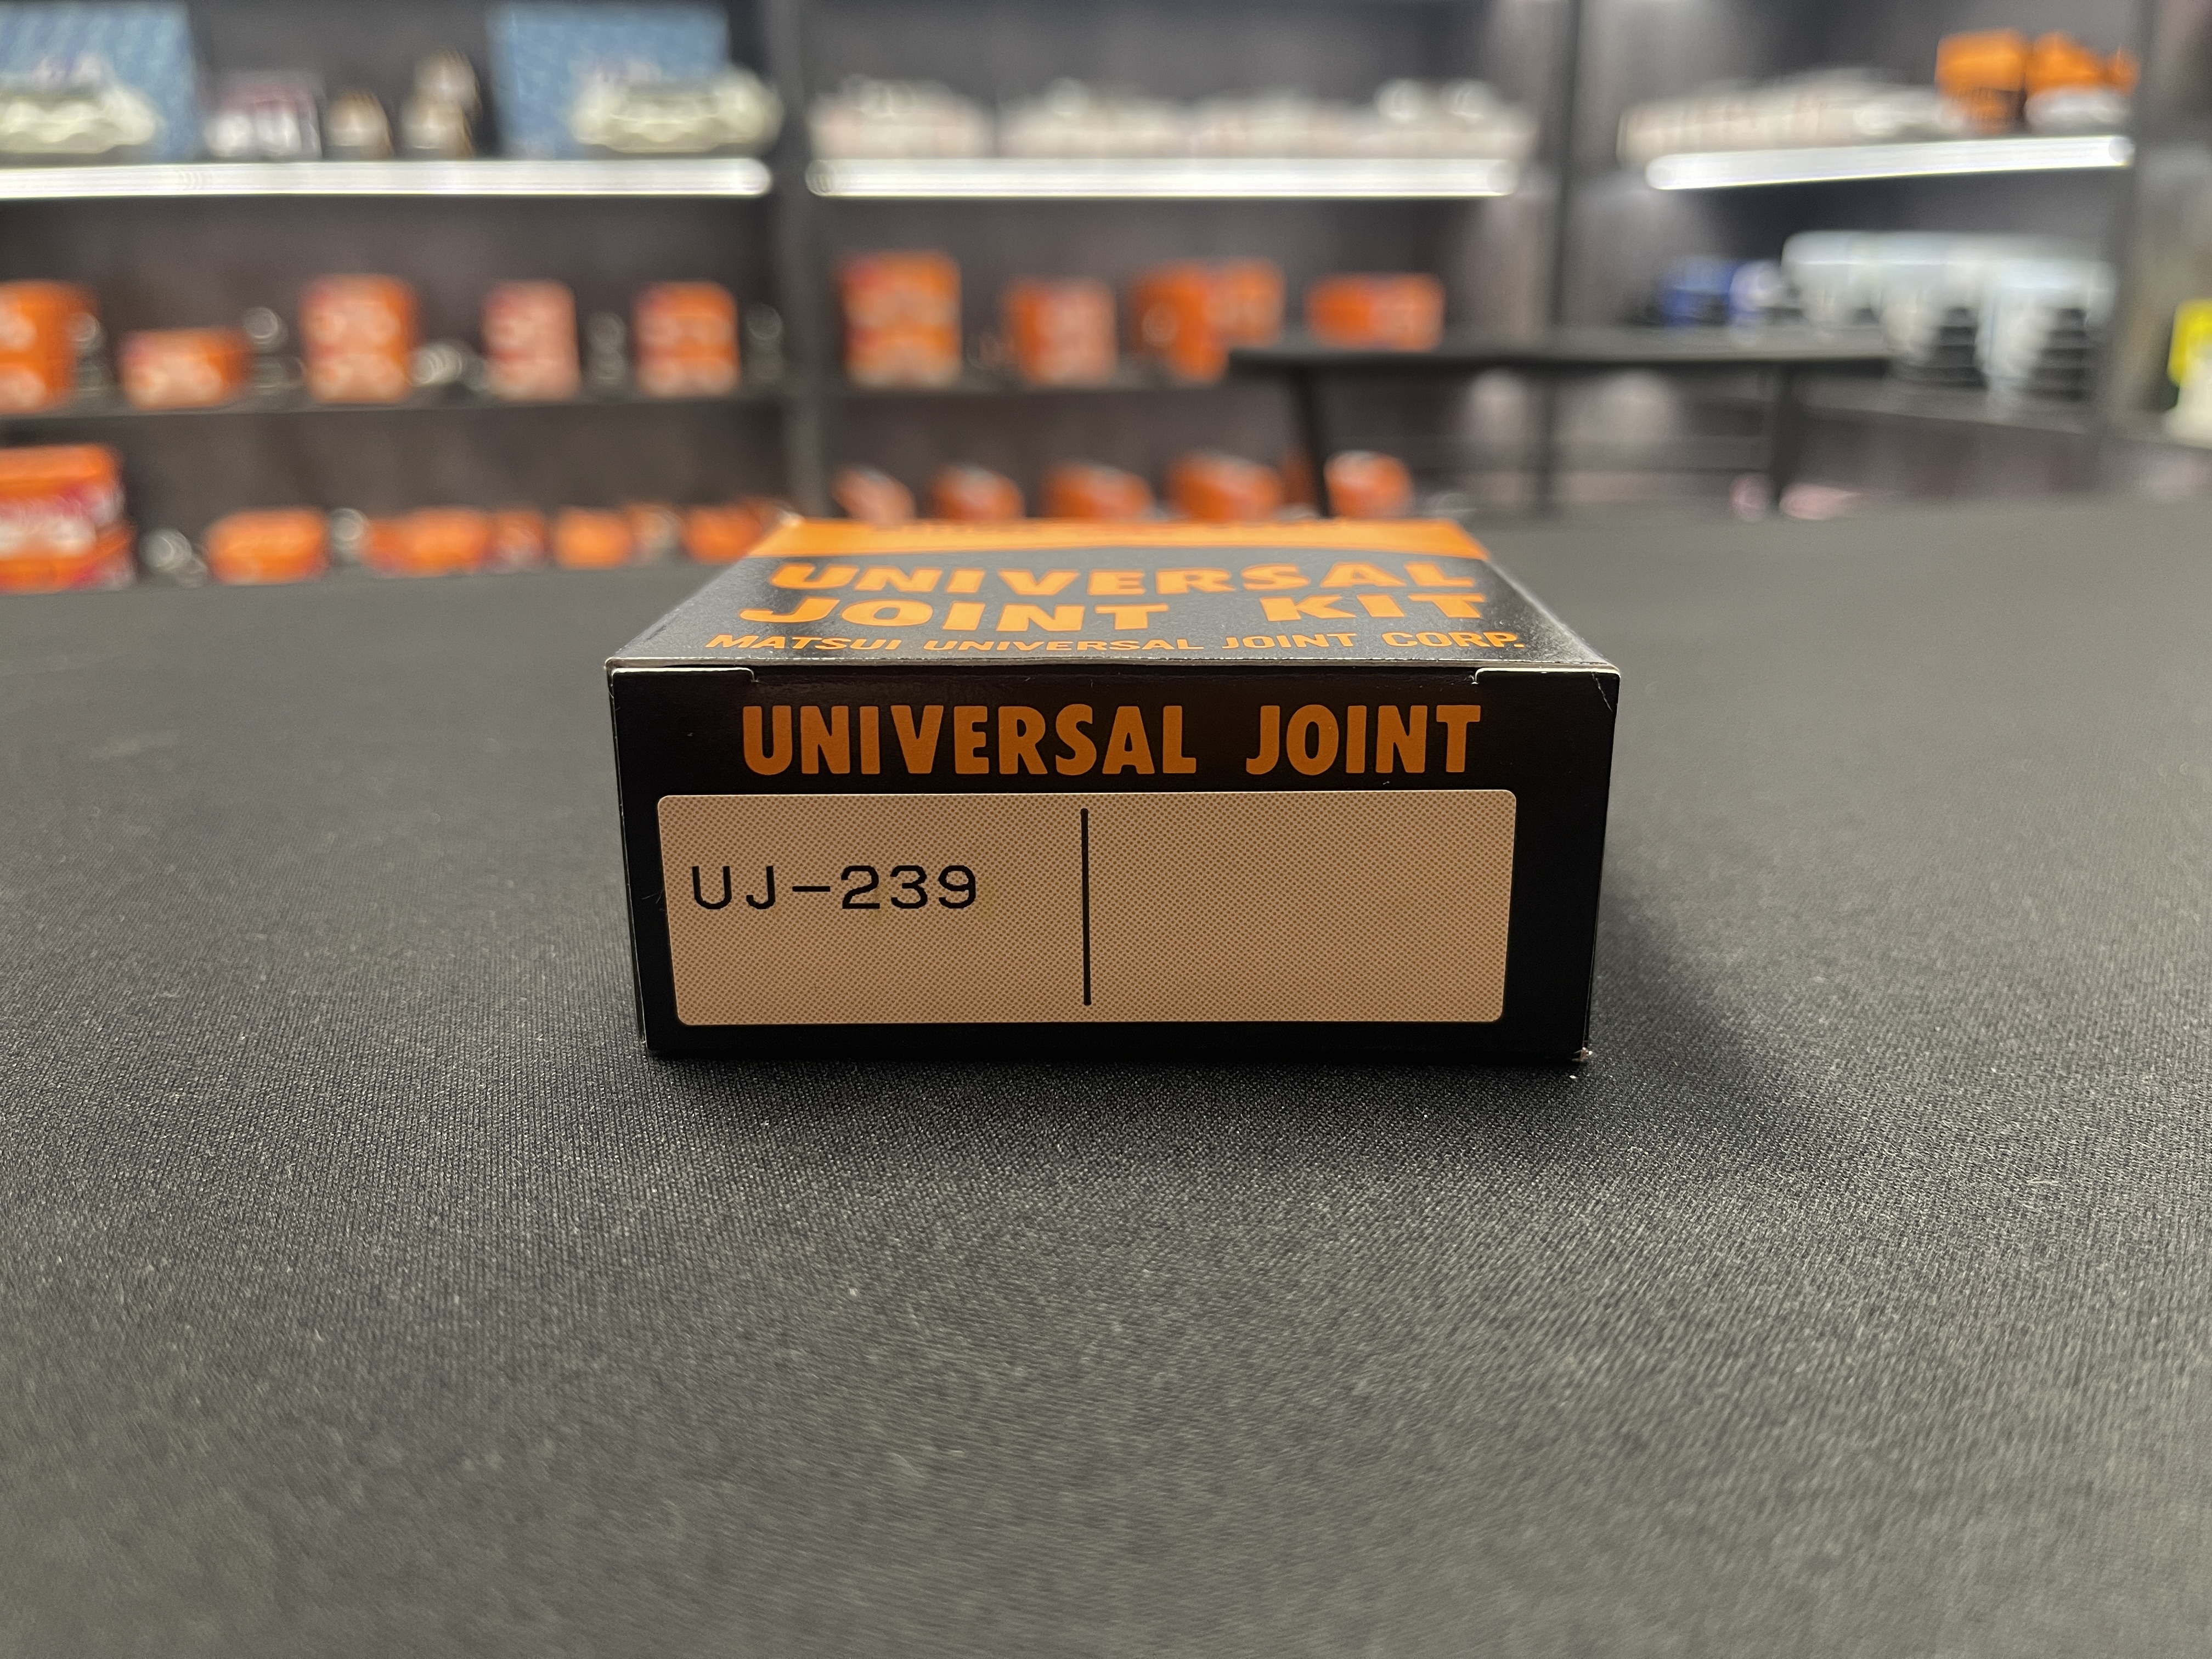 UNIVERSAL
JOINT KIT
MATSUI UNIVERSAL JOINT CORP.
UNIVERSAL JOINT
UJ-239